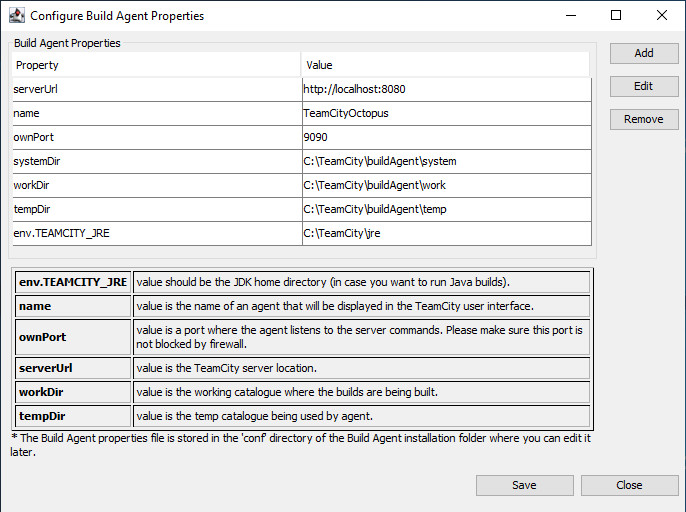 Configure Build Agent Properties
Build Agent Properties
Property Value
serverUrl http://localhost:8080
name TeamCityOctopus
ownPort 9090
systemDir C:\TeamCity\buildAgent\system
workDir C:\TeamCity\buildAgent\work
tempDir C:\TeamCity\buildAgent\temp
env.TEAMCITY_JRE C:\TeamCity\jre
Add
Edit
Remove
env.TEAMCITY_JRE value should be the JDK home directory (in case you want to run Java builds).
name value is the name of an agent that will be displayed in the TeamCity user interface.
ownPort value is a port where the agent listens to the server commands. Please make sure this port is
not blocked by firewall.
serverUrl value is the TeamCity server location.
workDir value is the working catalogue where the builds are being built.
tempDir value is the temp catalogue being used by agent.
* The Build Agent properties file is stored in the 'conf' directory of the Build Agent installation folder where you can edit it
later.
Save Close